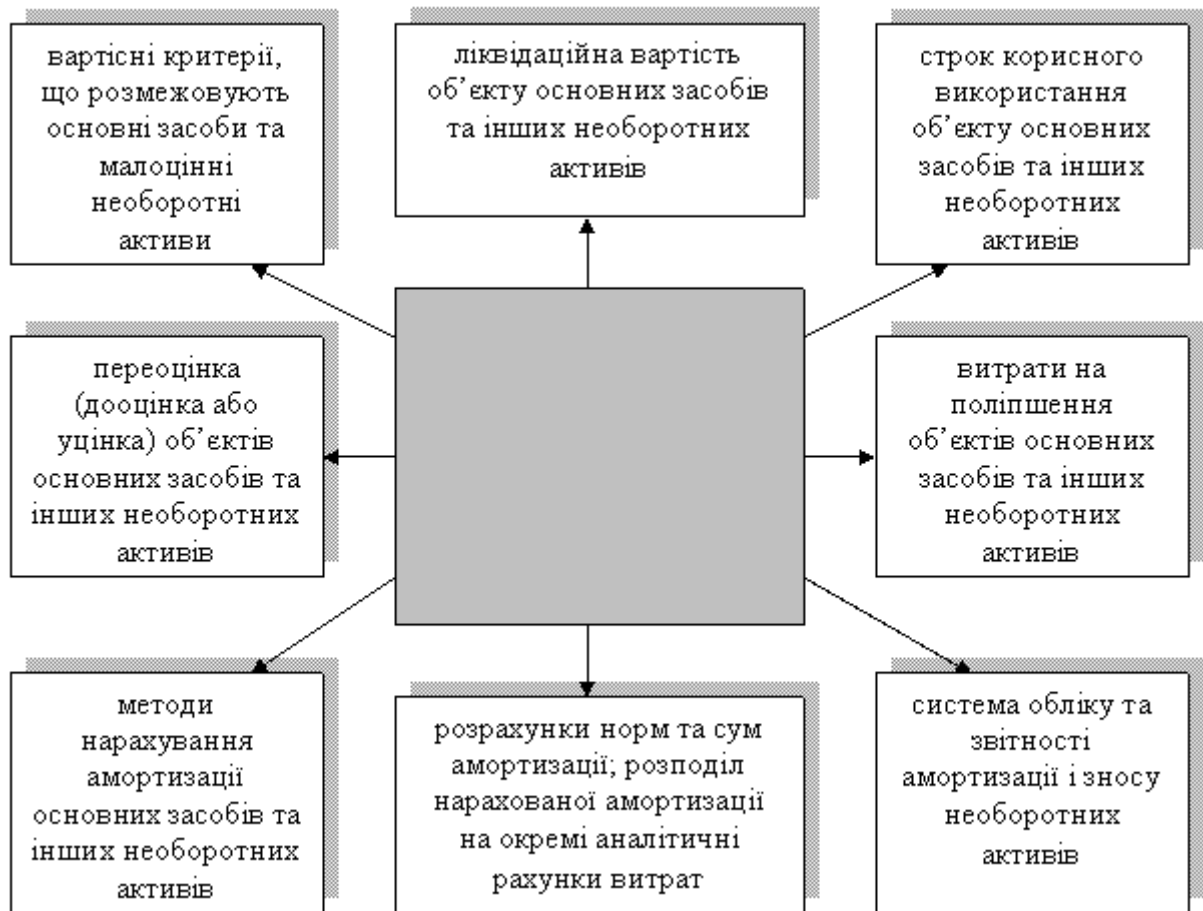 вартісні критерії,
що розмежовують
основні засоби та
малоцінні
необоротні
активи
ліквідаційна вартість
об’єкту основних засобів
та інших необоротних
активів
строк корисного
використання
об’єкту основних
засобів та інших
необоротних
активів
переоцінка
(дооцінка або
уцінка) об’єктів
основних засобів та
інших необоротних
активів
витрати на
поліпшення
об’єктів основних
засобів та інших
необоротних
активів
методи
нарахування
амортизації
основних засобів та
інших необоротних
активів
розрахунки норм та сум
амортизації; розподіл
нарахованої амортизації
на окремі аналітичні
рахунки витрат
система обліку та
звітності
амортизації і зносу
необоротних
активів